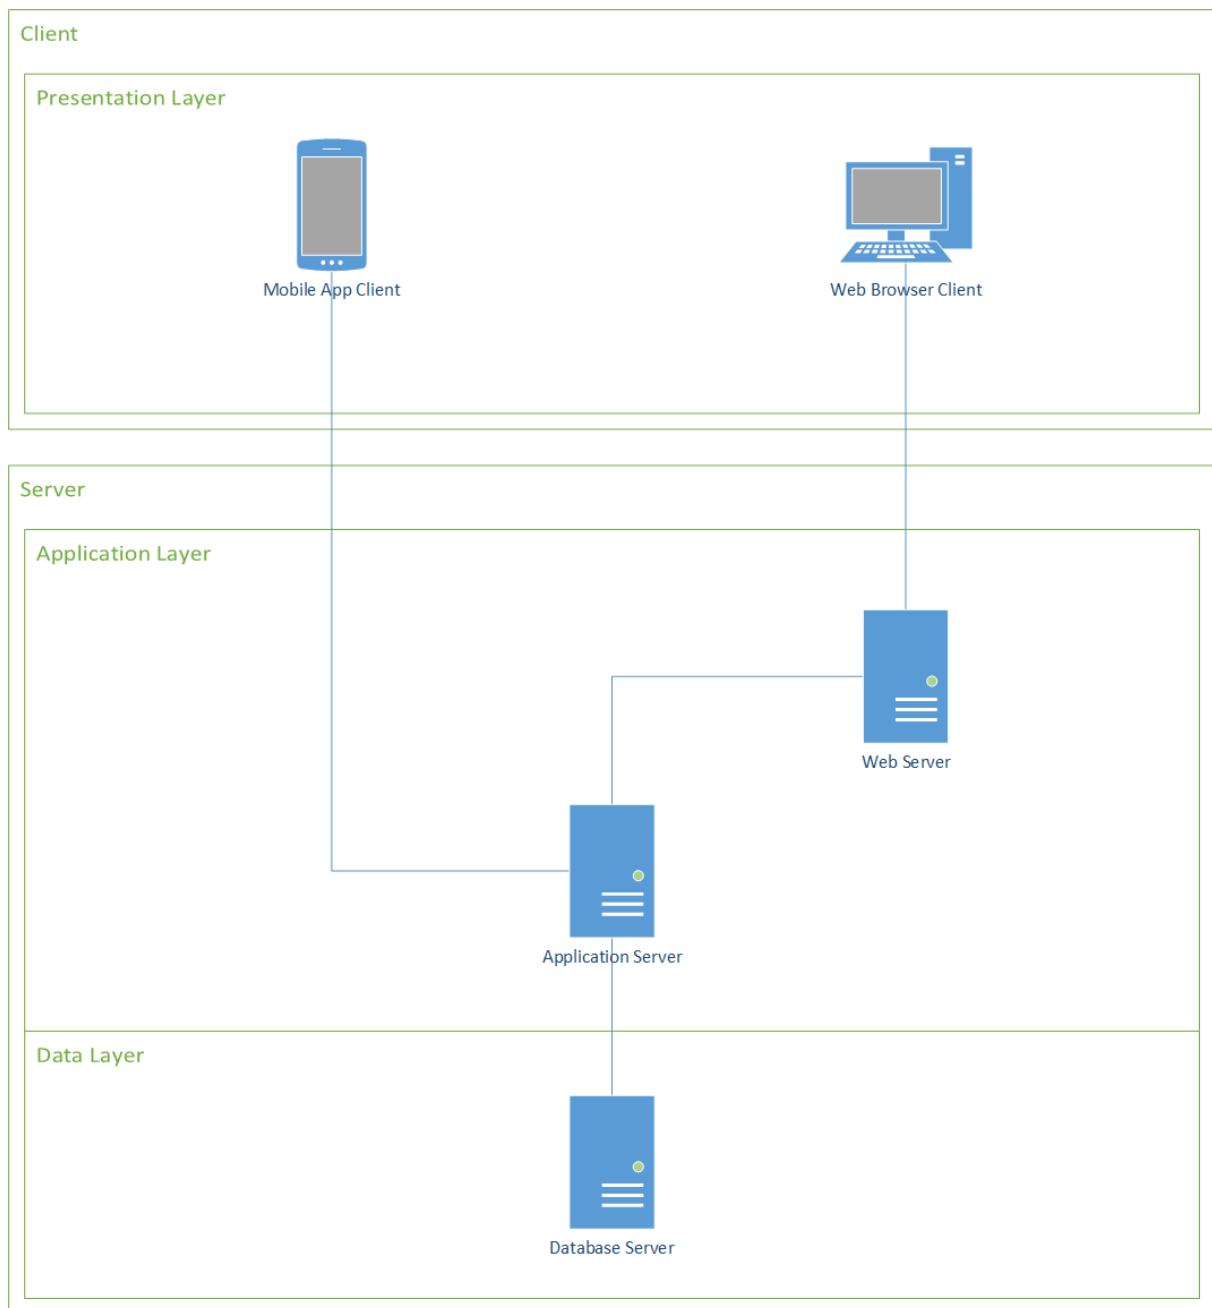 Client
Presentation Layer
Mobile App Client
Web Browser Client
Server
Application Layer
Web Server
Application Server
Data Layer
Database Server